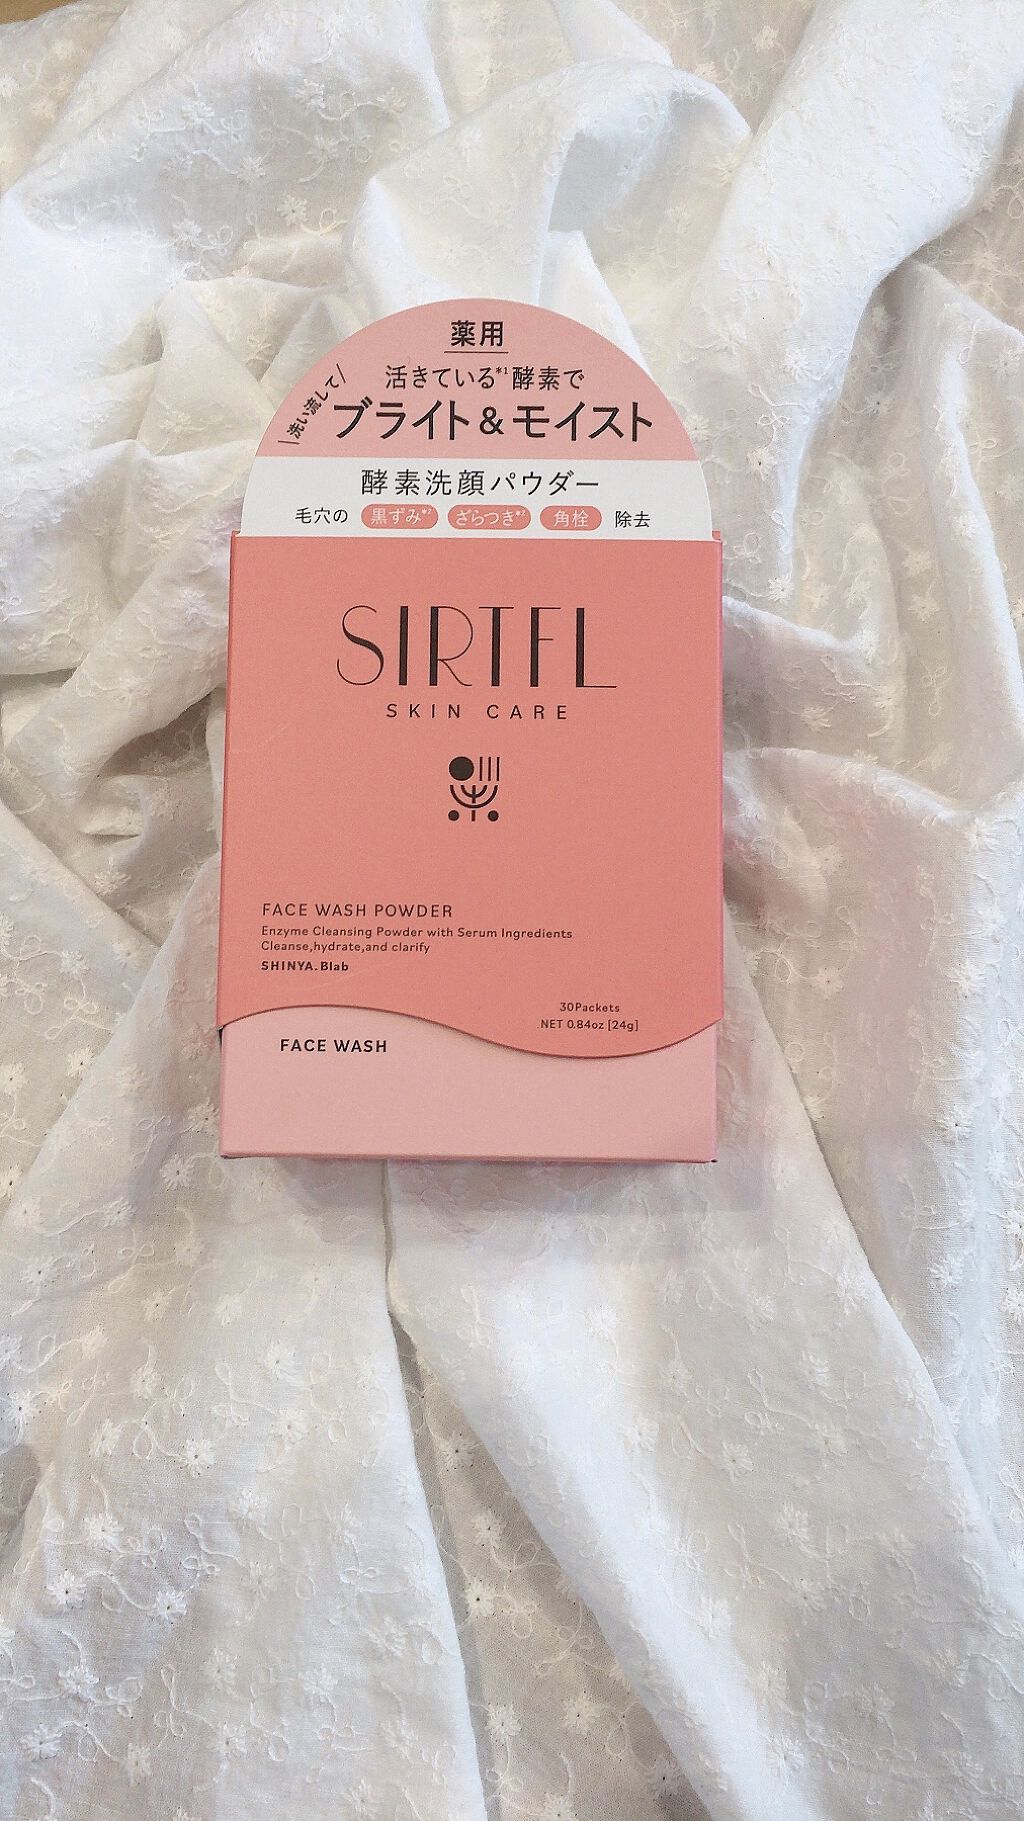 薬用
\洗い流して/
活きている*1酵素で
ブライト&モイスト
酵素洗顔パウダー
毛穴の 黒ずみ*2 ざらつき*2 角栓 除去
SIRTFL
SKIN CARE
FACE WASH POWDER
Enzyme Cleansing Powder with Serum Ingredients
Cleanse,hydrate,and clarify
SHINYA.Blab
30Packets
NET 0.84oz [24g]
FACE WASH